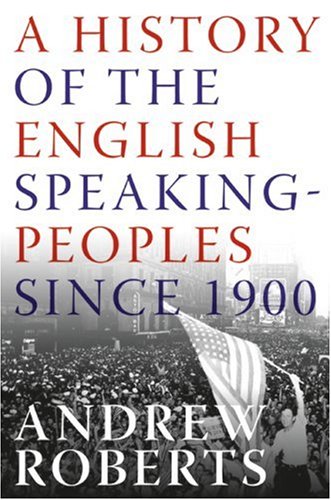 A HISTORY
OF THE
ENGLISH
SPEAKING-
PEOPLES
SINCE 1900
ANDREW
ROBERTS